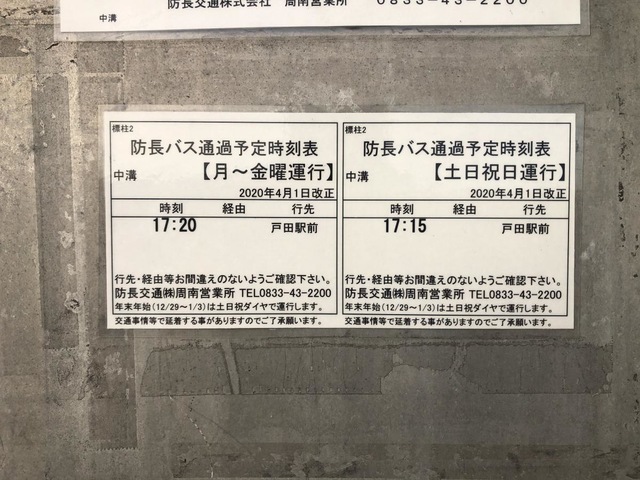 防長交通株式会社 周南営業所 0833-43-2200
中溝
標柱2
防長バス通過予定時刻表
中溝 【月～金曜運行】
2020年4月1日改正
時刻 経由 行先
17:20 戸田駅前
行先・経由等お間違えのないようご確認下さい。
防長交通㈱周南営業所 TEL0833-43-2200
年末年始(12/29～1/3)は土日祝ダイヤで運行します。
交通事情等で延着する事がありますのでご了承願います。
標柱2
防長バス通過予定時刻表
中溝 【土日祝日運行】
2020年4月1日改正
時刻 経由 行先
17:15 戸田駅前
行先・経由等お間違えのないようご確認下さい。
防長交通㈱周南営業所 TEL0833-43-2200
年末年始(12/29～1/3)は土日祝ダイヤで運行します。
交通事情等で延着する事がありますのでご了承願います。